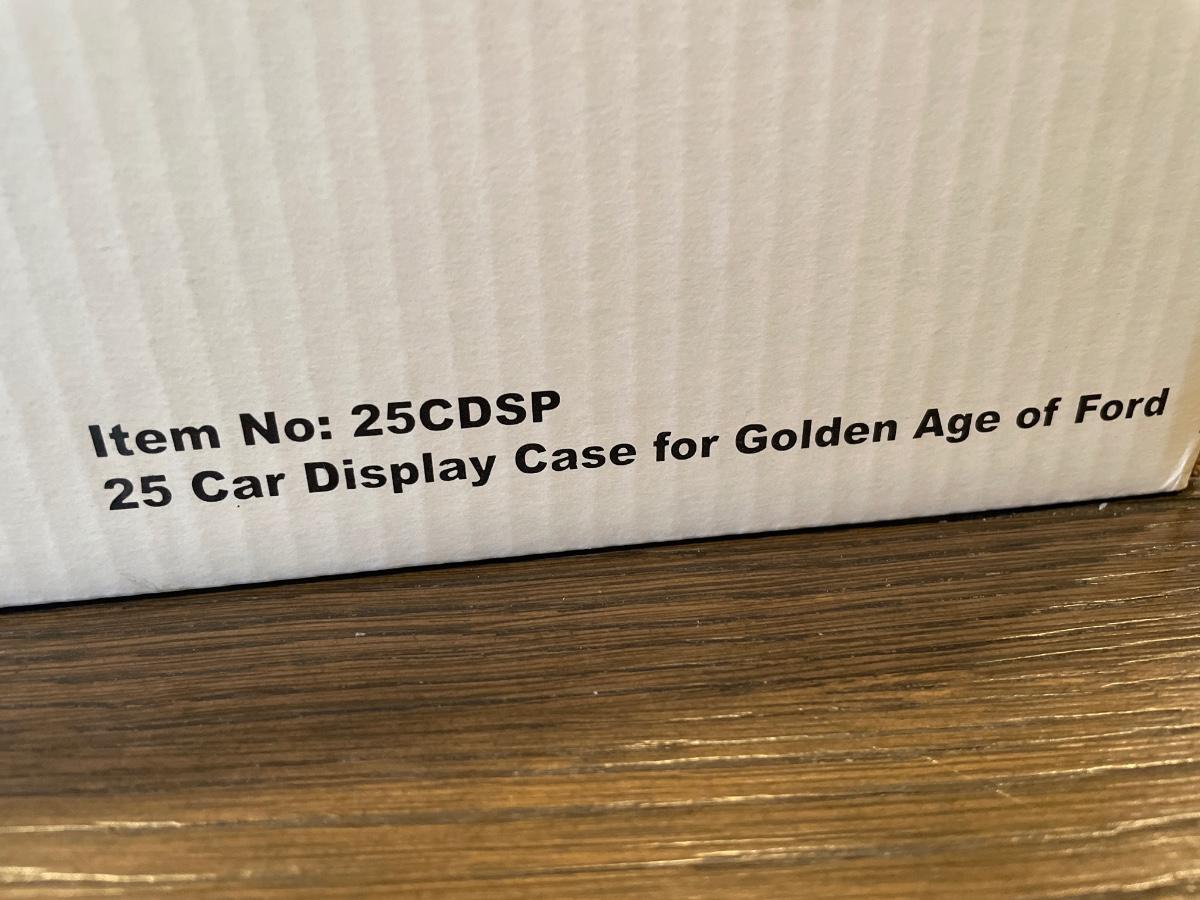 Item No: 25CDSP
25 Car Display Case for Golden Age of Ford